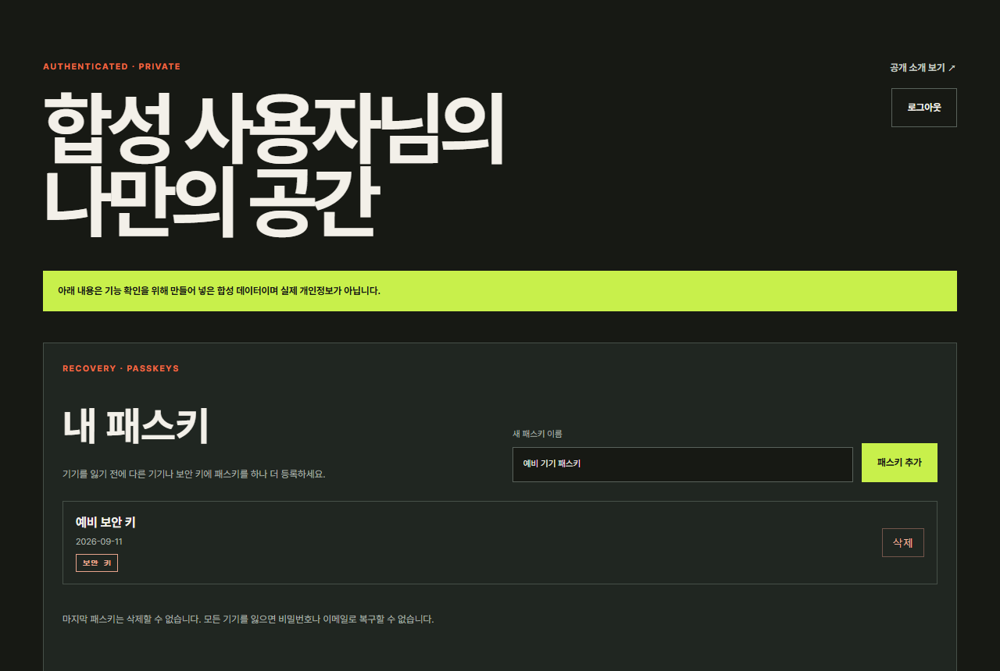 AUTHENTICATED · PRIVATE
공개 소개 보기 ↗
로그아웃
합성 사용자님의
나만의 공간
아래 내용은 기능 확인을 위해 만들어 넣은 합성 데이터이며 실제 개인정보가 아닙니다.
RECOVERY · PASSKEYS
내 패스키
기기를 잃기 전에 다른 기기나 보안 키에 패스키를 하나 더 등록하세요.
새 패스키 이름
예비 기기 패스키
패스키 추가
예비 보안 키
2026-09-11
보안 키
삭제
마지막 패스키는 삭제할 수 없습니다. 모든 기기를 잃으면 비밀번호나 이메일로 복구할 수 없습니다.